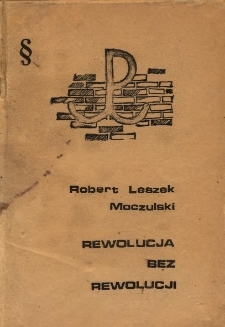 §
Robert Leszek
Moczulski
REWOLUCJA
BEZ
REWOLUCJI